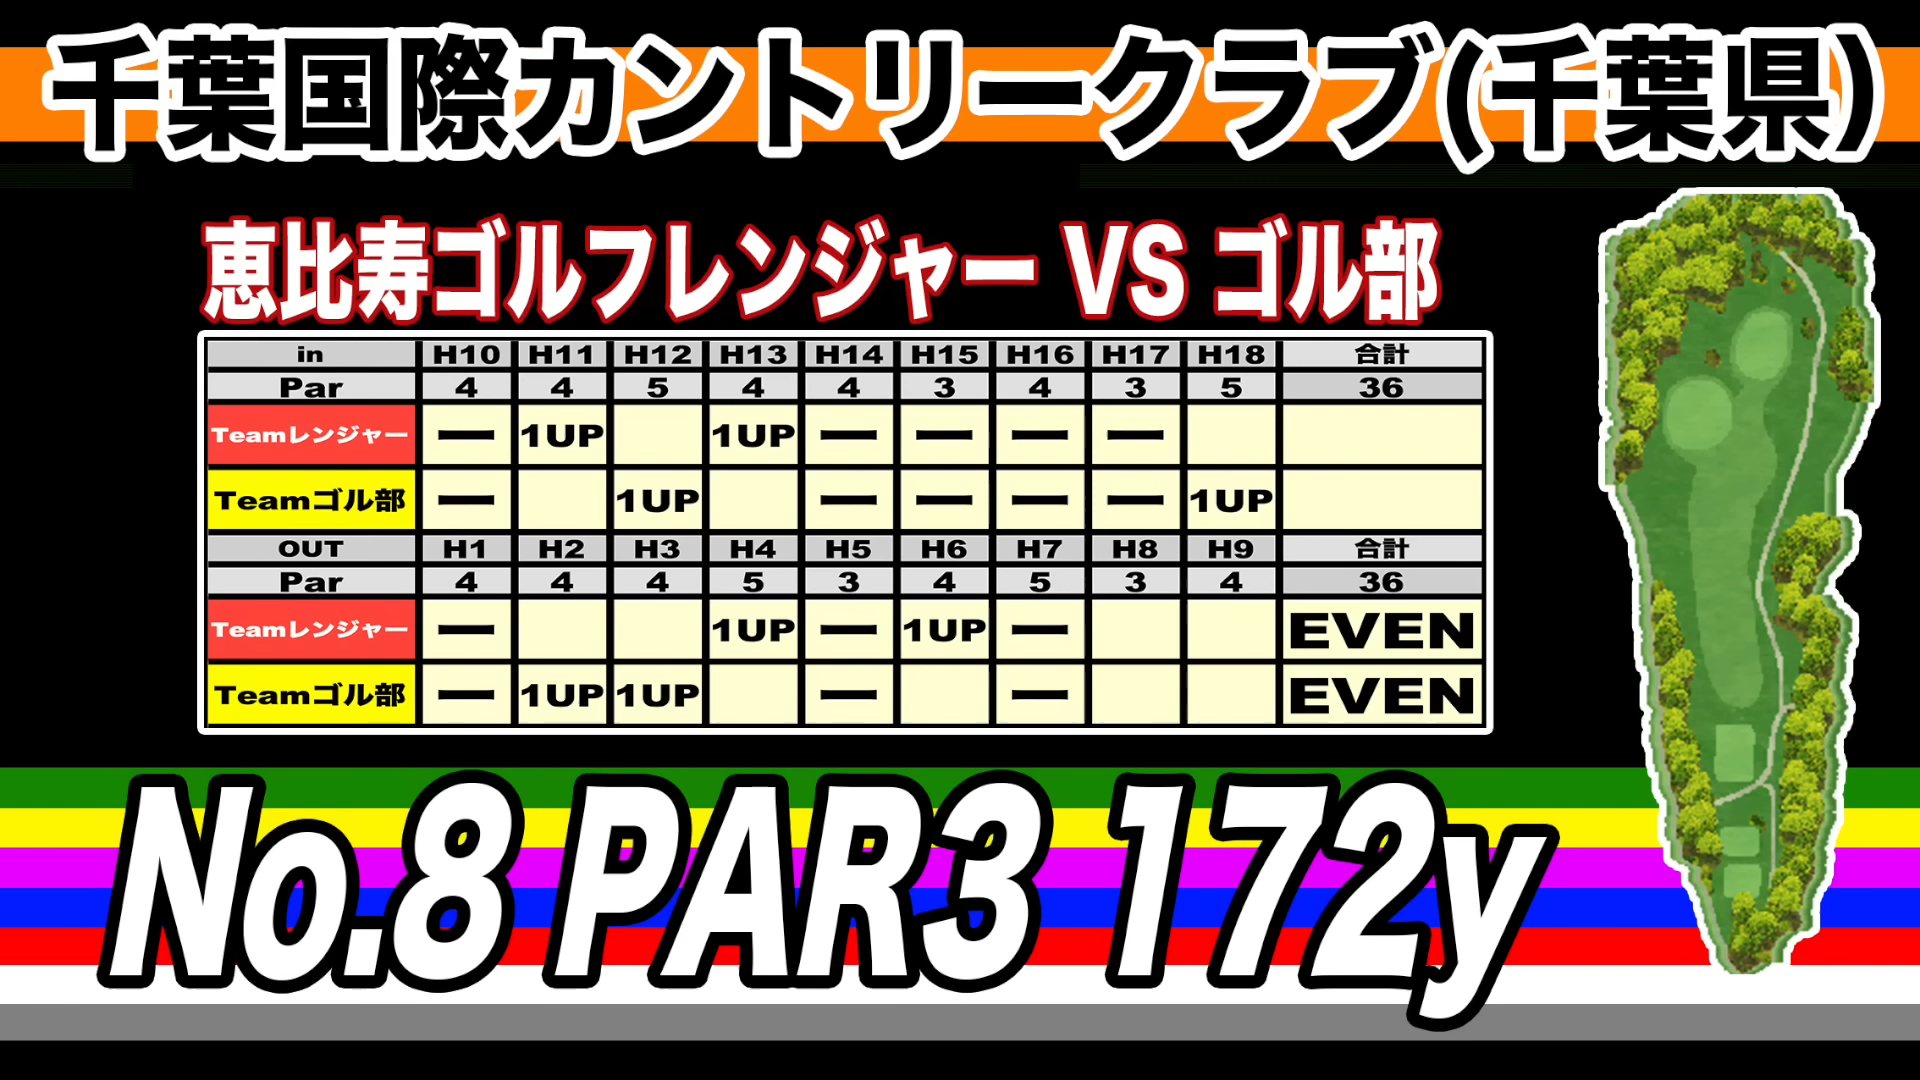 千葉国際カントリークラブ(千葉県)
恵比寿ゴルフレンジャー VS ゴル部
in H10 H11 H12 H13 H14 H15 H16 H17 H18 合計
Par 4 4 5 4 4 3 4 3 5 36
Teamレンジャー — 1UP 1UP — — — —
Teamゴル部 — 1UP — — — — 1UP
OUT H1 H2 H3 H4 H5 H6 H7 H8 H9 合計
Par 4 4 4 5 3 4 5 3 4 36
Teamレンジャー — 1UP — 1UP — EVEN
Teamゴル部 — 1UP 1UP — — EVEN
No.8 PAR3 172y